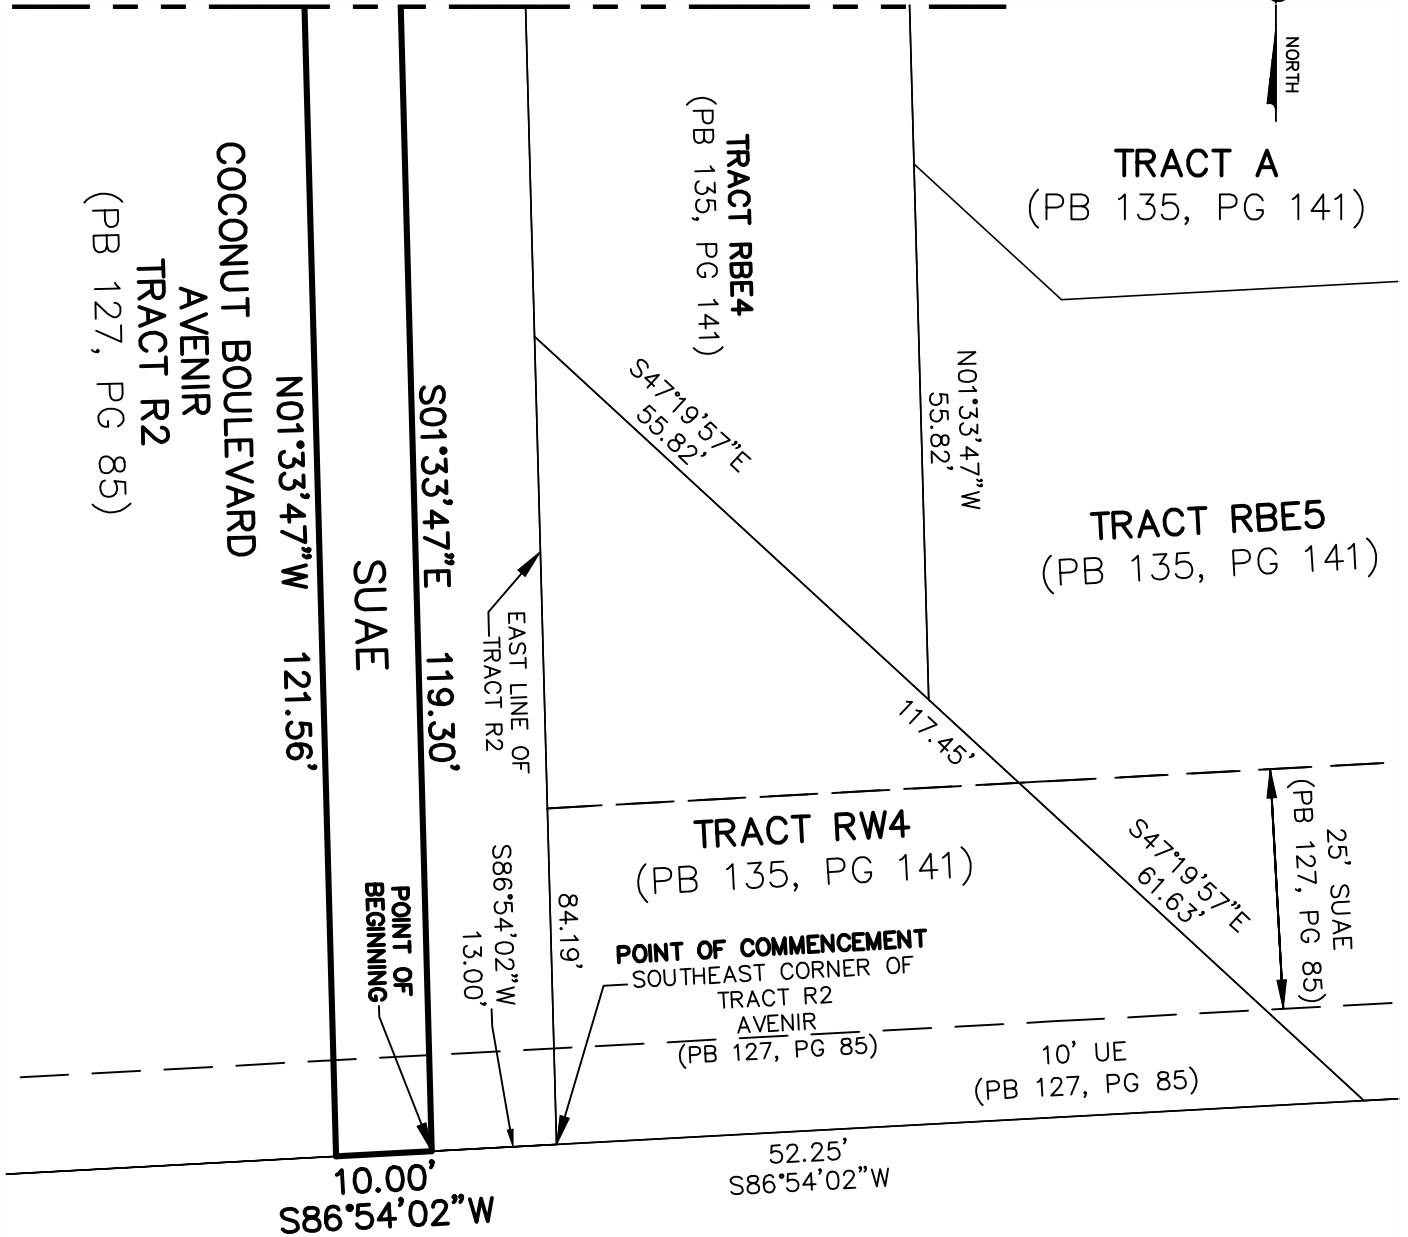 NORTH
TRACT A
(PB 135, PG 141)
TRACT RBE4
(PB 135, PG 141)
COCONUT BOULEVARD
AVENIR
TRACT R2
(PB 127, PG 85)
N01°33'47"W 121.56'
SUAE
S01°33'47"E 119.30'
S47°19'57"E
55.82'
N01°33'47"W
55.82'
TRACT RBE5
(PB 135, PG 141)
EAST LINE OF
TRACT R2
117.45'
TRACT RW4
(PB 135, PG 141)
S47°19'57"E
61.63'
25' SUAE
(PB 127, PG 85)
POINT OF
BEGINNING
S86°54'02"W
13.00'
84.19'
POINT OF COMMENCEMENT
SOUTHEAST CORNER OF
TRACT R2
AVENIR
(PB 127, PG 85)
10' UE
(PB 127, PG 85)
52.25'
S86°54'02"W
10.00'
S86°54'02"W